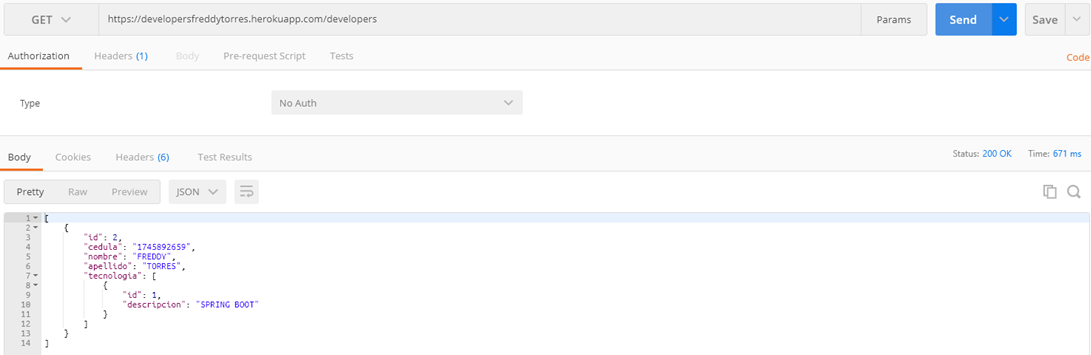 GET https://developersfreddytorres.herokuapp.com/developers Params Send Save
Authorization Headers (1) Body Pre-request Script Tests Code
Type No Auth
Body Cookies Headers (6) Test Results Status: 200 OK Time: 671 ms
Pretty Raw Preview JSON
1 [
2 {
3 "id": 2,
4 "cedula": "1745892659",
5 "nombre": "FREDDY",
6 "apellido": "TORRES",
7 "tecnologia": [
8 {
9 "id": 1,
10 "descripcion": "SPRING BOOT"
11 }
12 ]
13 }
14 ]